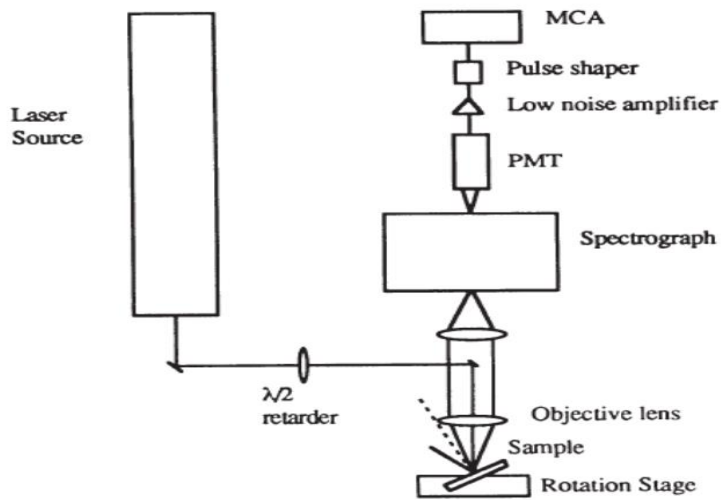 MCA
Pulse shaper
Low noise amplifier
Laser
Source
PMT
Spectrograph
λ/2
retarder
Objective lens
Sample
Rotation Stage